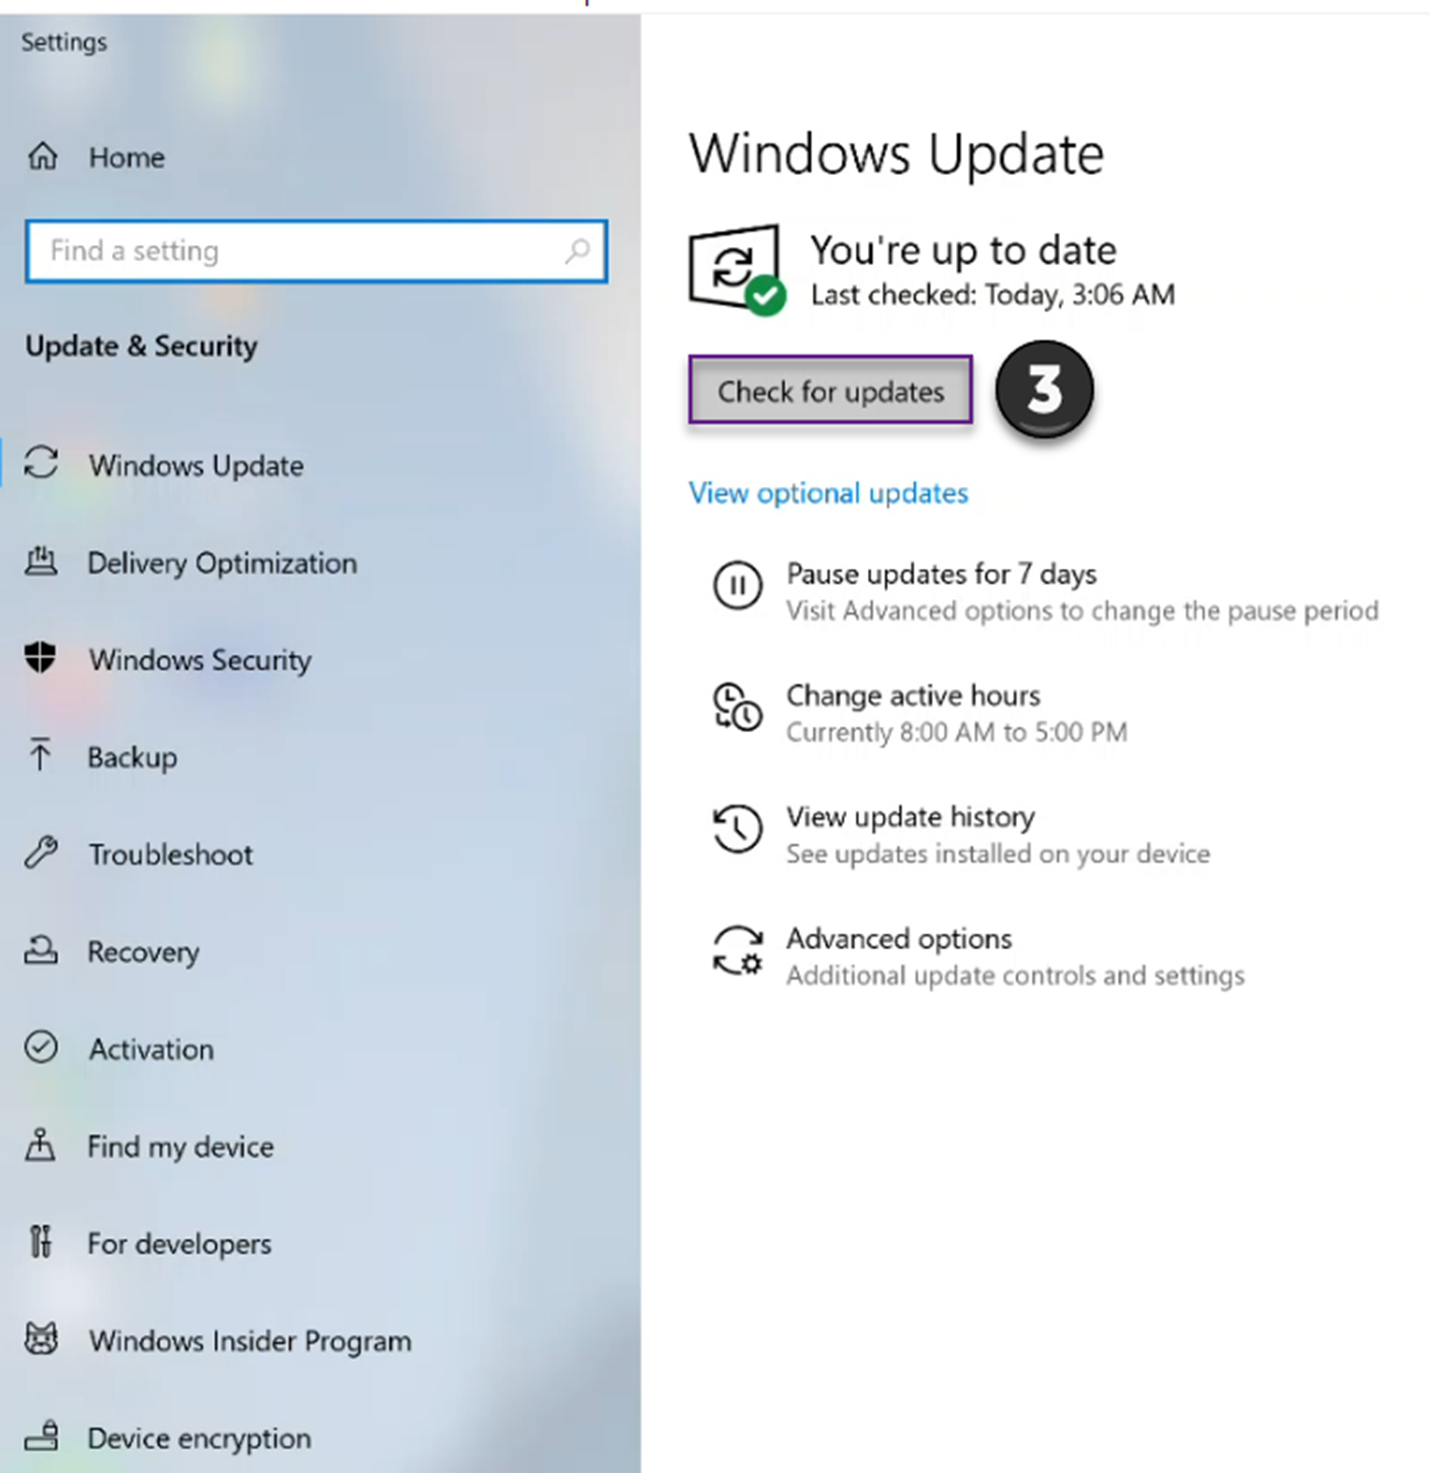 Settings
Home
Find a setting
Update & Security
Windows Update
Delivery Optimization
Windows Security
Backup
Troubleshoot
Recovery
Activation
Find my device
For developers
Windows Insider Program
Device encryption
Windows Update
You're up to date
Last checked: Today, 3:06 AM
Check for updates
3
View optional updates
Pause updates for 7 days
Visit Advanced options to change the pause period
Change active hours
Currently 8:00 AM to 5:00 PM
View update history
See updates installed on your device
Advanced options
Additional update controls and settings